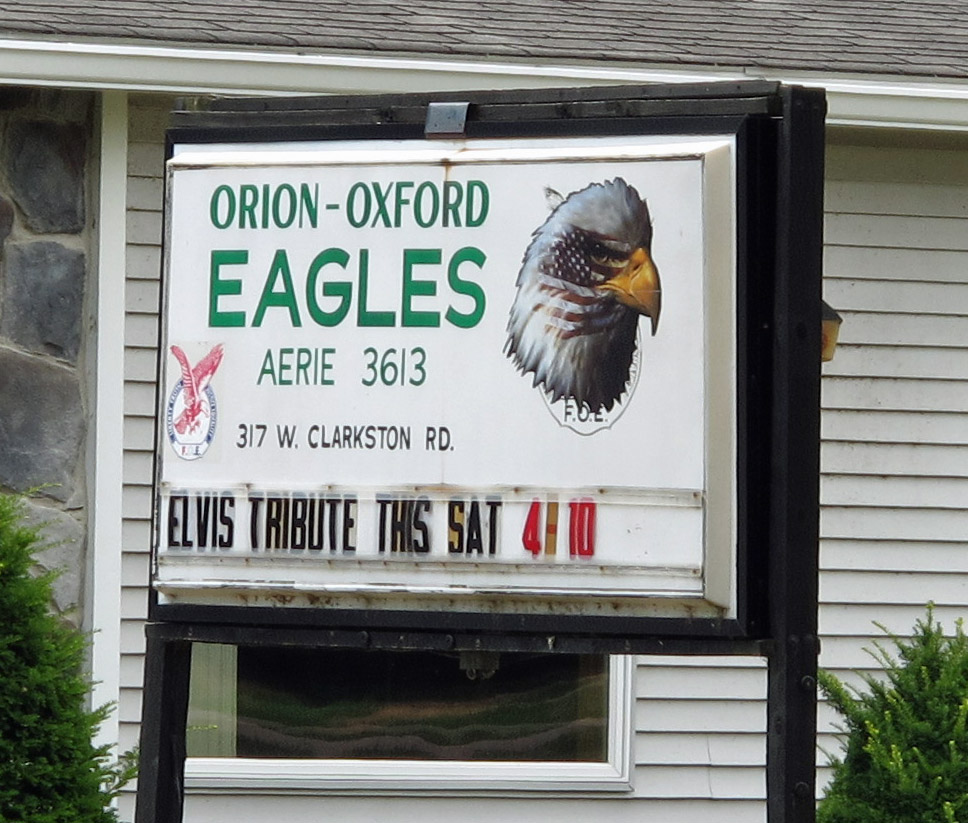 ORION-OXFORD
EAGLES
AERIE 3613
F.O.E.
F.O.E.
317 W. CLARKSTON RD.
ELVIS TRIBUTE THIS SAT 4-10